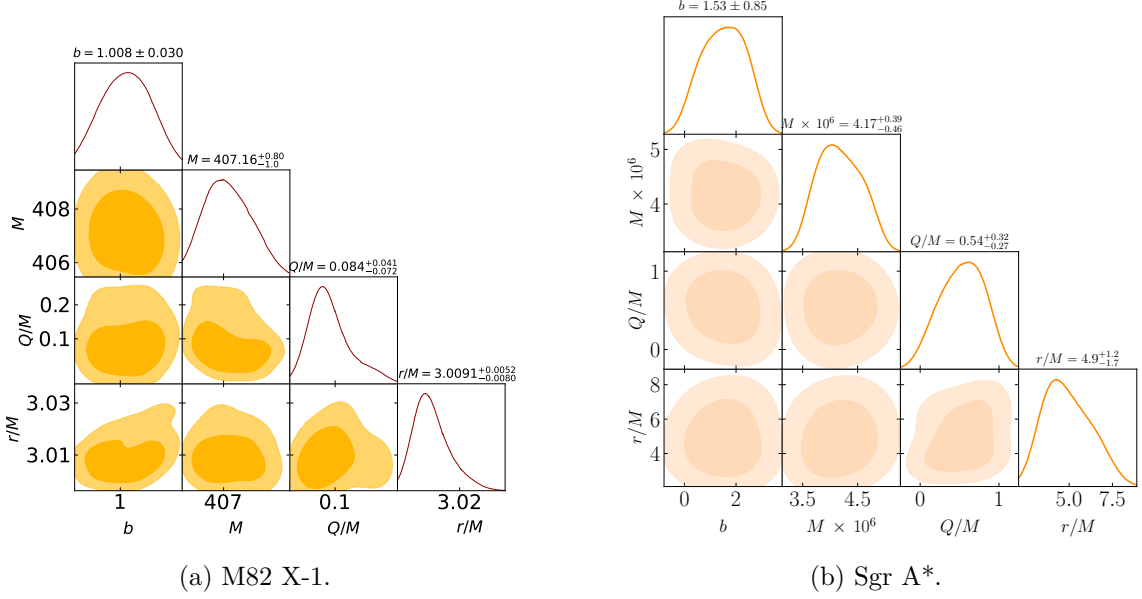 b = 1.008 ± 0.030
M = 407.16^{+0.80}_{-1.0}
Q/M = 0.084^{+0.041}_{-0.072}
r/M = 3.0091^{+0.0052}_{-0.0080}
M
408
406
Q/M
0.2
0.1
r/M
3.03
3.01
1
407
0.1
3.02
b
M
Q/M
r/M
(a) M82 X-1.
b = 1.53 ± 0.85
M × 10^6 = 4.17^{+0.39}_{-0.46}
Q/M = 0.54^{+0.32}_{-0.27}
r/M = 4.9^{+1.2}_{-1.7}
M × 10^6
5
4
Q/M
1
0
r/M
8
6
4
0 2
3.5 4.5
0 1
5.0 7.5
b
M × 10^6
Q/M
r/M
(b) Sgr A*.